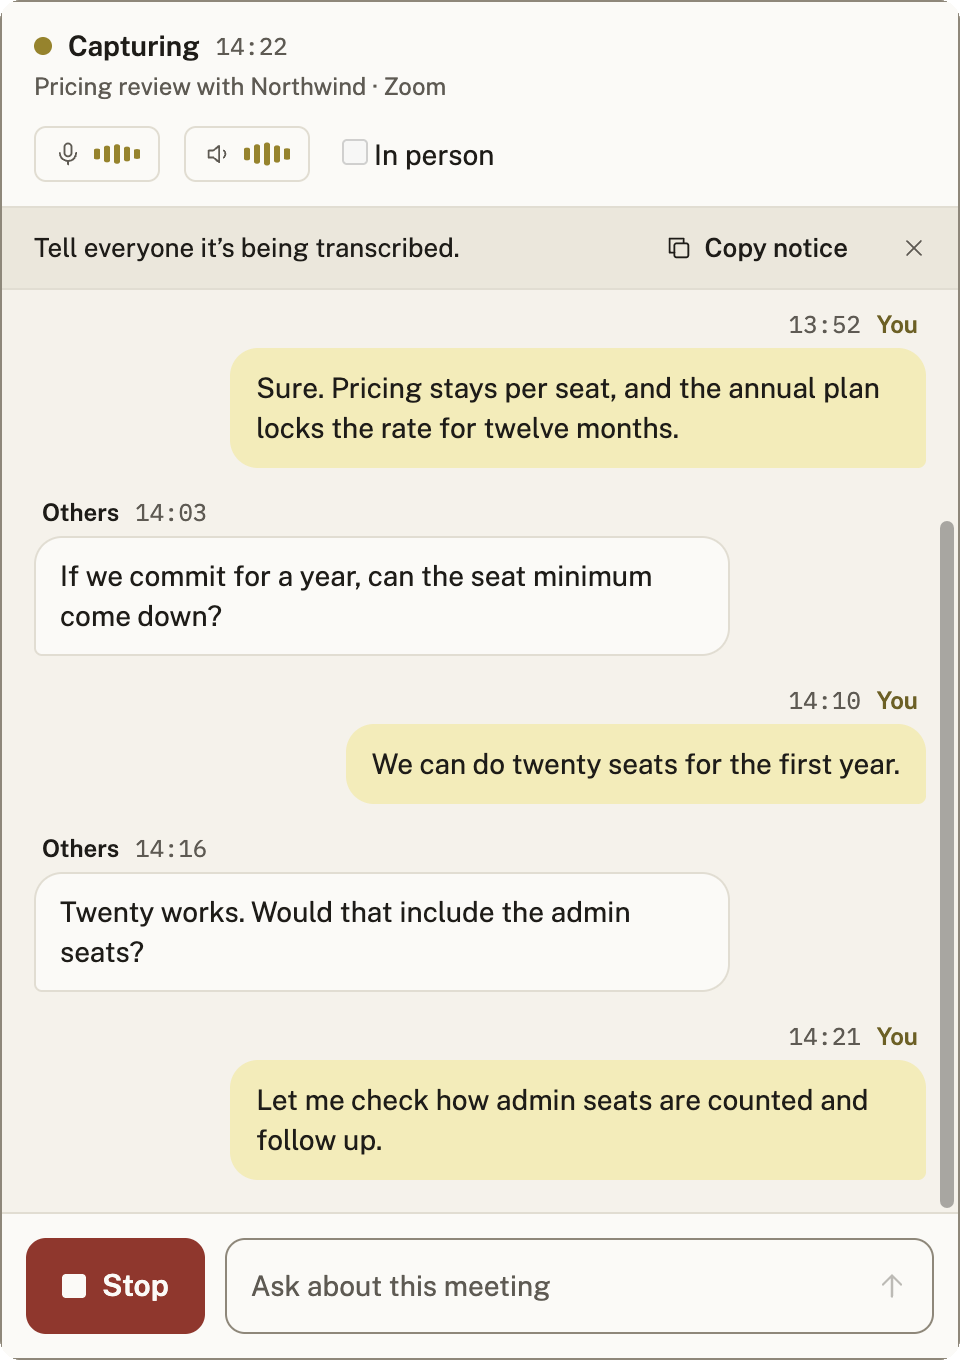 Capturing 14:22
Pricing review with Northwind · Zoom
In person
Tell everyone it’s being transcribed.
Copy notice
13:52 You
Sure. Pricing stays per seat, and the annual plan
locks the rate for twelve months.
Others 14:03
If we commit for a year, can the seat minimum
come down?
14:10 You
We can do twenty seats for the first year.
Others 14:16
Twenty works. Would that include the admin
seats?
14:21 You
Let me check how admin seats are counted and
follow up.
Stop
Ask about this meeting